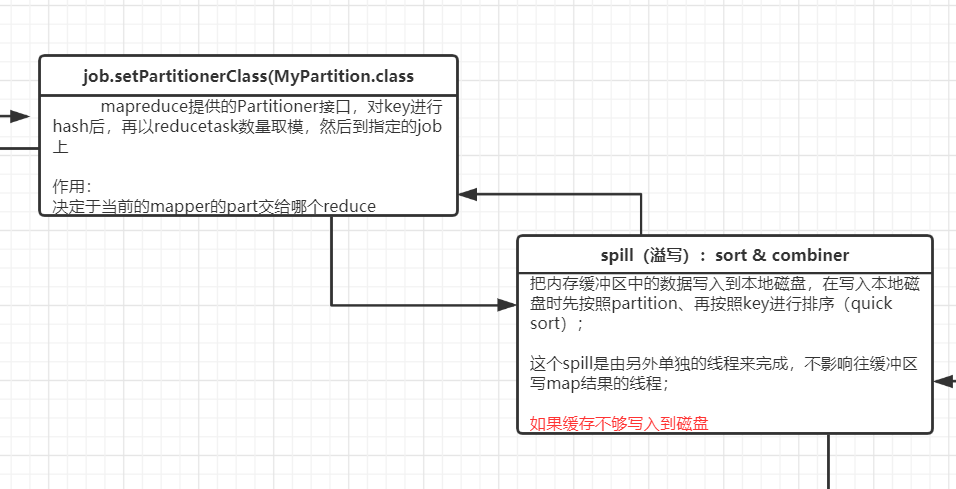 job.setPartitionerClass(MyPartition.class
mapreduce提供的Partitioner接口，对key进行
hash后，再以reducetask数量取模，然后到指定的job
上
作用：
决定于当前的mapper的part交给哪个reduce
spill（溢写）：sort & combiner
把内存缓冲区中的数据写入到本地磁盘，在写入本地磁
盘时先按照partition、再按照key进行排序（quick
sort）；
这个spill是由另外单独的线程来完成，不影响往缓冲区
写map结果的线程；
如果缓存不够写入到磁盘